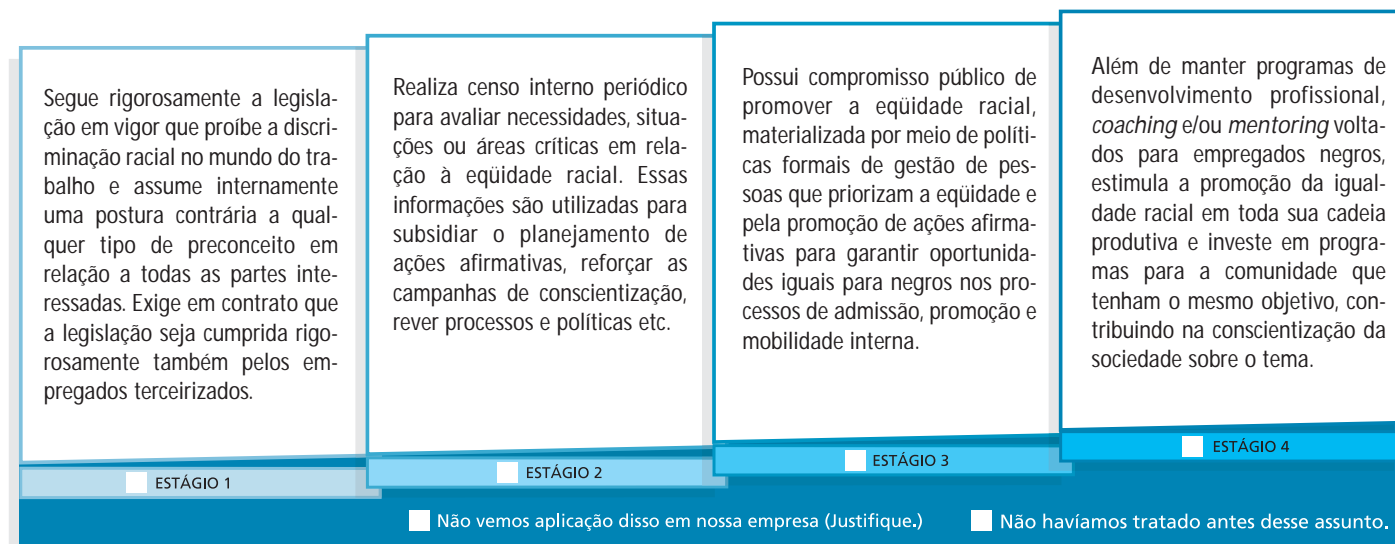 Segue rigorosamente a legisla-
ção em vigor que proíbe a discri-
minação racial no mundo do tra-
balho e assume internamente
uma postura contrária a qual-
quer tipo de preconceito em
relação a todas as partes inte-
ressadas. Exige em contrato que
a legislação seja cumprida rigo-
rosamente também pelos em-
pregados terceirizados.
ESTÁGIO 1
Realiza censo interno periódico
para avaliar necessidades, situa-
ções ou áreas críticas em rela-
ção à eqüidade racial. Essas
informações são utilizadas para
subsidiar o planejamento de
ações afirmativas, reforçar as
campanhas de conscientização,
rever processos e políticas etc.
ESTÁGIO 2
Possui compromisso público de
promover a eqüidade racial,
materializada por meio de políti-
cas formais de gestão de pes-
soas que priorizam a eqüidade e
pela promoção de ações afirma-
tivas para garantir oportunida-
des iguais para negros nos pro-
cessos de admissão, promoção e
mobilidade interna.
ESTÁGIO 3
Além de manter programas de
desenvolvimento profissional,
coaching e/ou mentoring volta-
dos para empregados negros,
estimula a promoção da igual-
dade racial em toda sua cadeia
produtiva e investe em progra-
mas para a comunidade que
tenham o mesmo objetivo, con-
tribuindo na conscientização da
sociedade sobre o tema.
ESTÁGIO 4
Não vemos aplicação disso em nossa empresa (Justifique.)
Não havíamos tratado antes desse assunto.